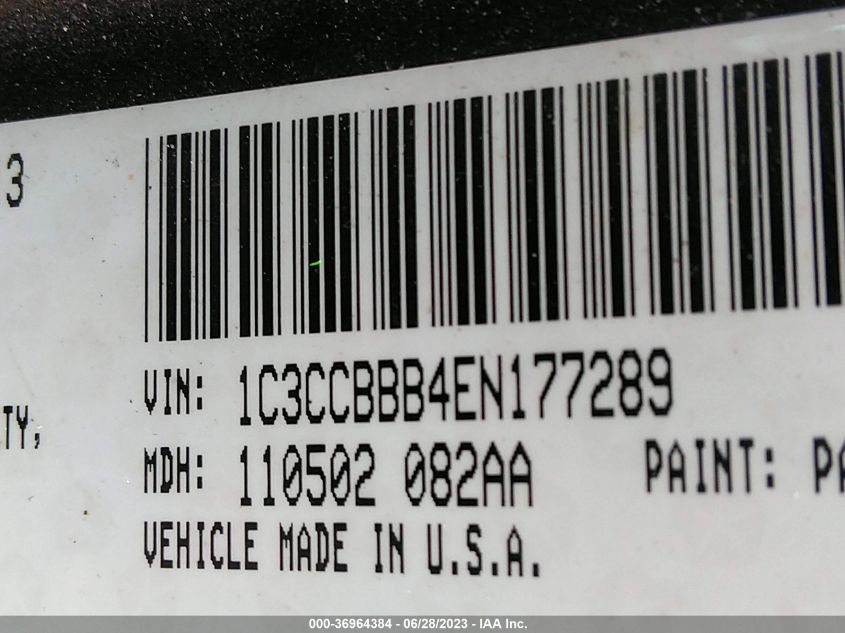 3
VIN: 1C3CCBBB4EN177289
TY,
MDH: 110502 082AA PAINT: PA
VEHICLE MADE IN U.S.A.
000-36964384 - 06/28/2023 - IAA Inc.